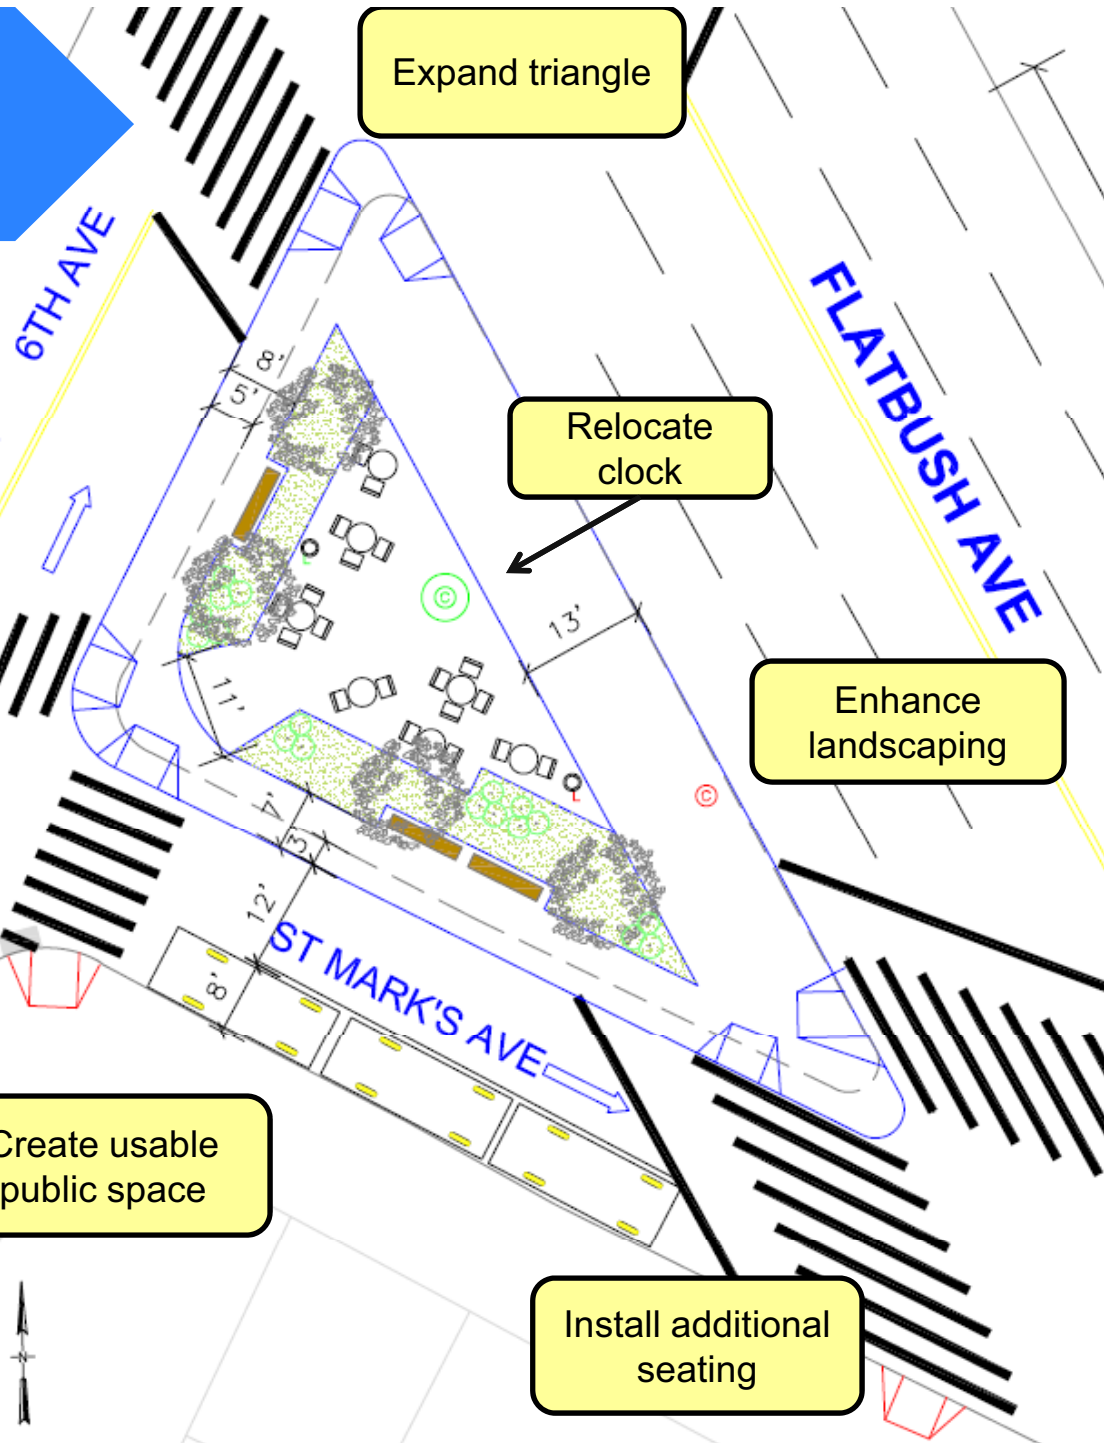 Expand triangle
6TH AVE
FLATBUSH AVE
8'
5'
Relocate
clock
©
13'
11'
Enhance
landscaping
©
4'
3'
12'
8'
ST MARK'S AVE
Create usable
public space
N
Install additional
seating